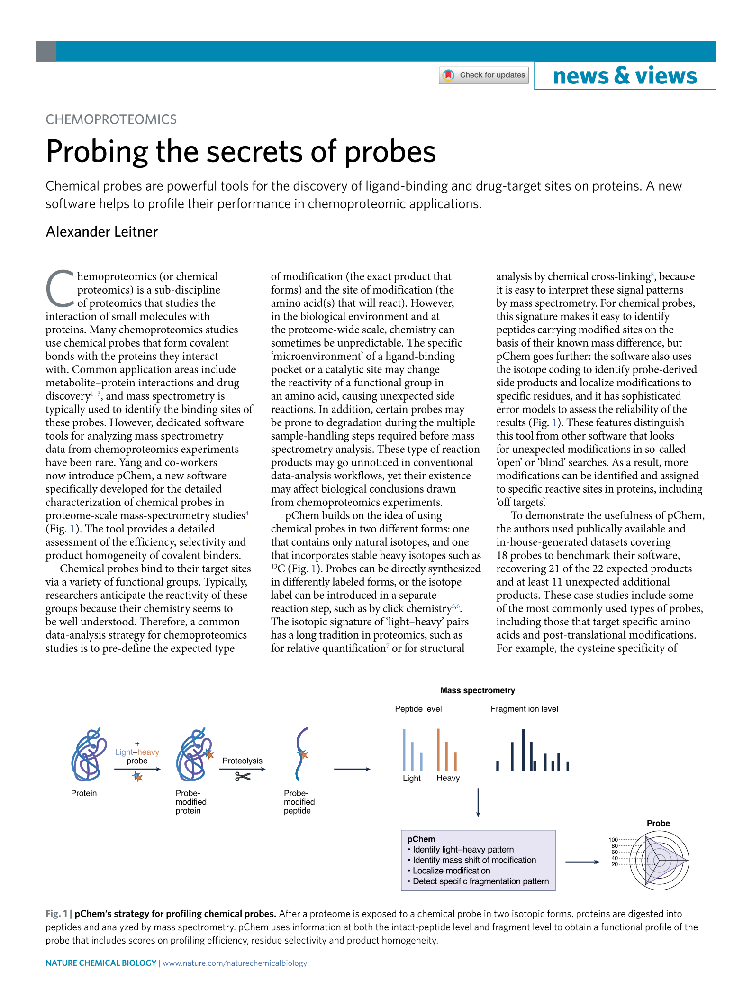 Check for updates
news & views
CHEMOPROTEOMICS
Probing the secrets of probes
Chemical probes are powerful tools for the discovery of ligand-binding and drug-target sites on proteins. A new
software helps to profile their performance in chemoproteomic applications.
Alexander Leitner
Chemoproteomics (or chemical
proteomics) is a sub-discipline
of proteomics that studies the
interaction of small molecules with
proteins. Many chemoproteomics studies
use chemical probes that form covalent
bonds with the proteins they interact
with. Common application areas include
metabolite–protein interactions and drug
discovery1–3, and mass spectrometry is
typically used to identify the binding sites of
these probes. However, dedicated software
tools for analyzing mass spectrometry
data from chemoproteomics experiments
have been rare. Yang and co-workers
now introduce pChem, a new software
specifically developed for the detailed
characterization of chemical probes in
proteome-scale mass-spectrometry studies4
(Fig. 1). The tool provides a detailed
assessment of the efficiency, selectivity and
product homogeneity of covalent binders.
Chemical probes bind to their target sites
via a variety of functional groups. Typically,
researchers anticipate the reactivity of these
groups because their chemistry seems to
be well understood. Therefore, a common
data-analysis strategy for chemoproteomics
studies is to pre-define the expected type
of modification (the exact product that
forms) and the site of modification (the
amino acid(s) that will react). However,
in the biological environment and at
the proteome-wide scale, chemistry can
sometimes be unpredictable. The specific
‘microenvironment’ of a ligand-binding
pocket or a catalytic site may change
the reactivity of a functional group in
an amino acid, causing unexpected side
reactions. In addition, certain probes may
be prone to degradation during the multiple
sample-handling steps required before mass
spectrometry analysis. These type of reaction
products may go unnoticed in conventional
data-analysis workflows, yet their existence
may affect biological conclusions drawn
from chemoproteomics experiments.
pChem builds on the idea of using
chemical probes in two different forms: one
that contains only natural isotopes, and one
that incorporates stable heavy isotopes such as
13C (Fig. 1). Probes can be directly synthesized
in differently labeled forms, or the isotope
label can be introduced in a separate
reaction step, such as by click chemistry5,6.
The isotopic signature of ‘light–heavy’ pairs
has a long tradition in proteomics, such as
for relative quantification7 or for structural
analysis by chemical cross-linking8, because
it is easy to interpret these signal patterns
by mass spectrometry. For chemical probes,
this signature makes it easy to identify
peptides carrying modified sites on the
basis of their known mass difference, but
pChem goes further: the software also uses
the isotope coding to identify probe-derived
side products and localize modifications to
specific residues, and it has sophisticated
error models to assess the reliability of the
results (Fig. 1). These features distinguish
this tool from other software that looks
for unexpected modifications in so-called
‘open’ or ‘blind’ searches. As a result, more
modifications can be identified and assigned
to specific reactive sites in proteins, including
‘off targets’.
To demonstrate the usefulness of pChem,
the authors used publically available and
in-house-generated datasets covering
18 probes to benchmark their software,
recovering 21 of the 22 expected products
and at least 11 unexpected additional
products. These case studies include some
of the most commonly used types of probes,
including those that target specific amino
acids and post-translational modifications.
For example, the cysteine specificity of
Mass spectrometry
Peptide level
Fragment ion level
+
Light–heavy
probe
Proteolysis
Light
Heavy
Protein
Probe-
modified
protein
Probe-
modified
peptide
pChem
• Identify light–heavy pattern
• Identify mass shift of modification
• Localize modification
• Detect specific fragmentation pattern
Probe
100
80
60
40
20
Fig. 1 | pChem’s strategy for profiling chemical probes. After a proteome is exposed to a chemical probe in two isotopic forms, proteins are digested into
peptides and analyzed by mass spectrometry. pChem uses information at both the intact-peptide level and fragment level to obtain a functional profile of the
probe that includes scores on profiling efficiency, residue selectivity and product homogeneity.
NATURE CHEMICAL BIOLOGY | www.nature.com/naturechemicalbiology